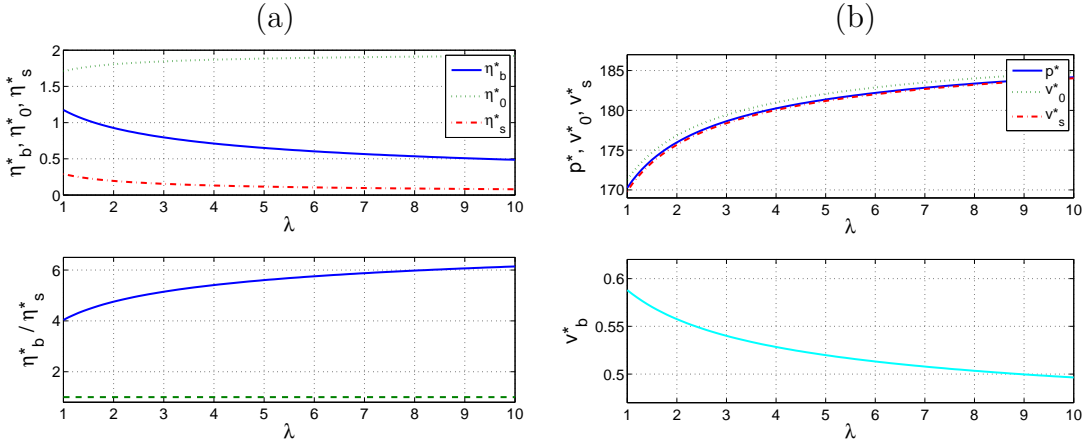 (a)
η*b, η*0, η*s
2
1.5
1
0.5
0
η*b
η*0
η*s
1 2 3 4 5 6 7 8 9 10
λ
η*b / η*s
6
4
2
1 2 3 4 5 6 7 8 9 10
λ
(b)
p*, v*0, v*s
185
180
175
170
p*
v*0
v*s
1 2 3 4 5 6 7 8 9 10
λ
v*b
0.6
0.55
0.5
1 2 3 4 5 6 7 8 9 10
λ